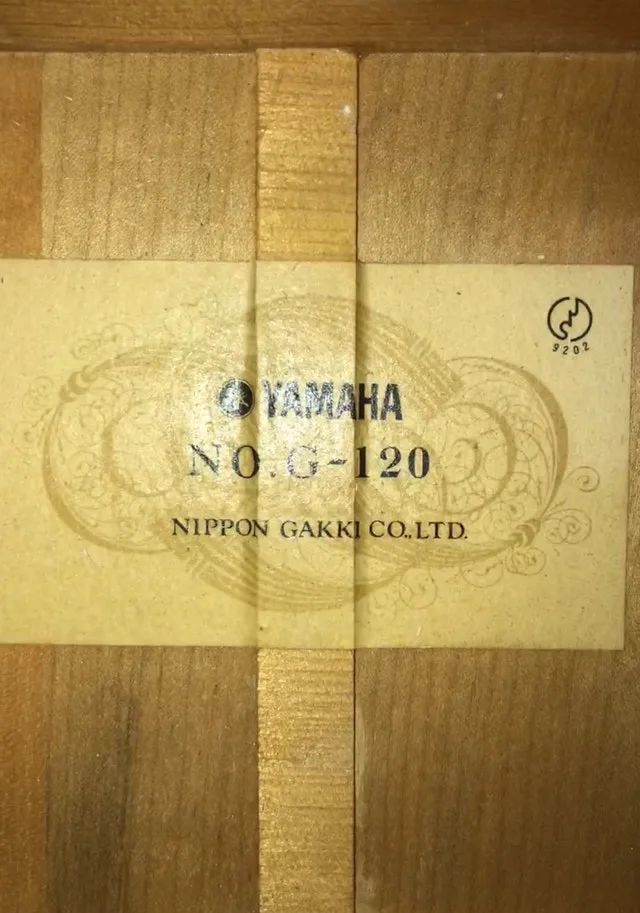 9202
YAMAHA
NO.G-120
NIPPON GAKKI CO.,LTD.